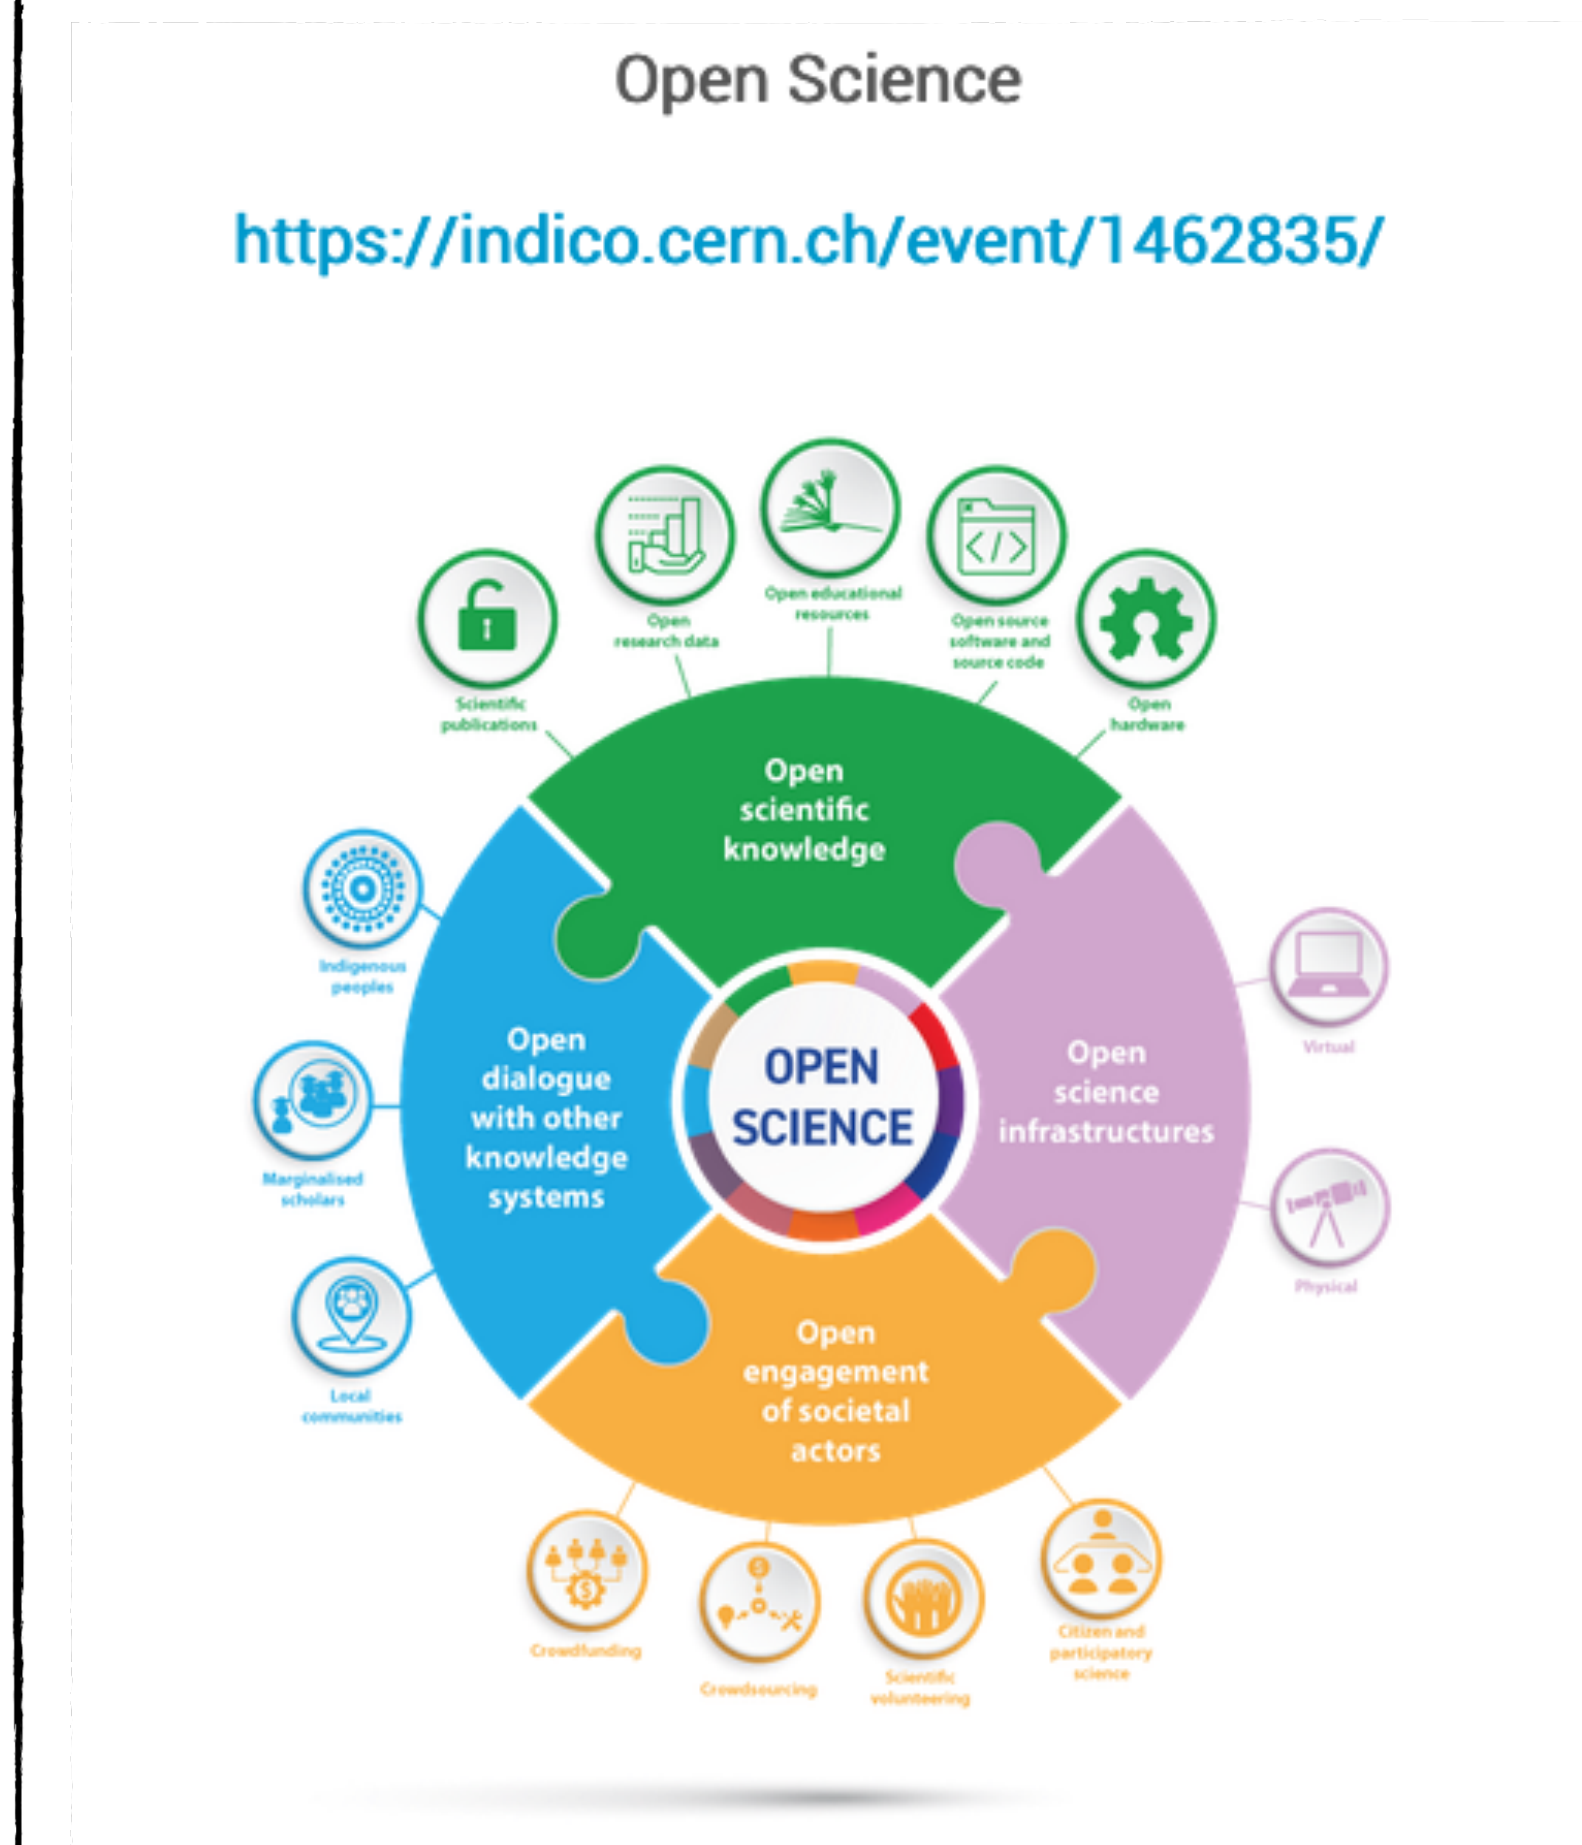 Open Science
https://indico.cern.ch/event/1462835/
Open educational
resources
Open
research data
Open source
software and
source code
Scientific
publications
Open
hardware
Open
scientific
knowledge
Indigenous
peoples
Virtual
Open
dialogue
with other
knowledge
systems
OPEN
SCIENCE
Open
science
infrastructures
Marginalised
scholars
Physical
Local
communities
Open
engagement
of societal
actors
Crowdfunding
Crowdsourcing
Scientific
volunteering
Citizen and
participatory
science